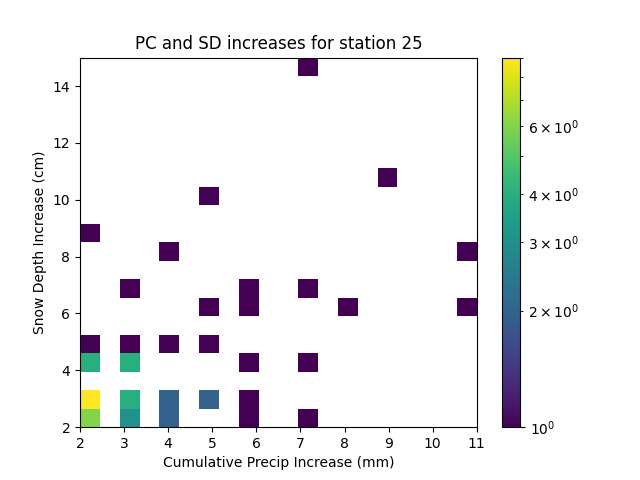 PC and SD increases for station 25
Snow Depth Increase (cm)
14
12
10
8
6
4
2
2 3 4 5 6 7 8 9 10 11
Cumulative Precip Increase (mm)
6 × 10⁰
4 × 10⁰
3 × 10⁰
2 × 10⁰
10⁰